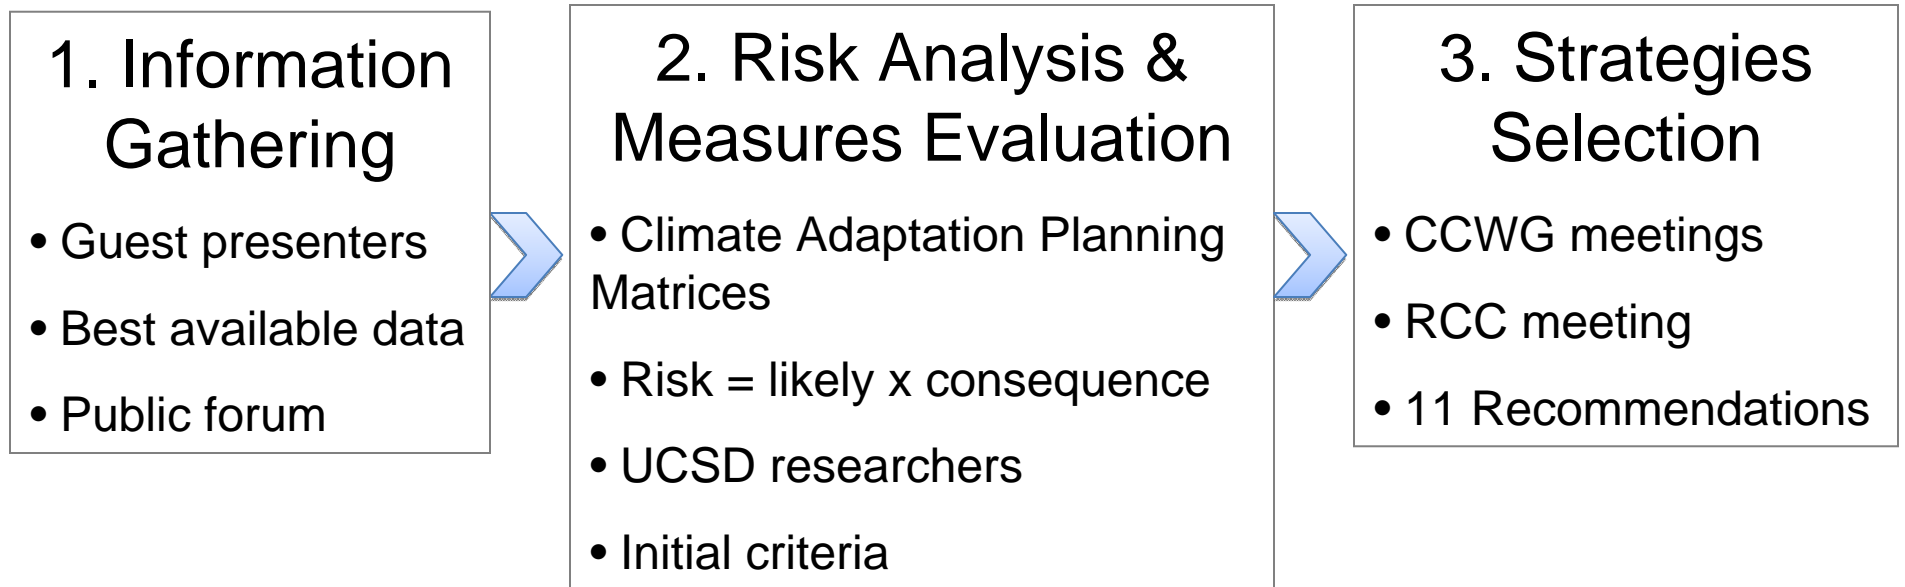 1. Information
Gathering
• Guest presenters
• Best available data
• Public forum
2. Risk Analysis &
Measures Evaluation
• Climate Adaptation Planning
Matrices
• Risk = likely x consequence
• UCSD researchers
• Initial criteria
3. Strategies
Selection
• CCWG meetings
• RCC meeting
• 11 Recommendations